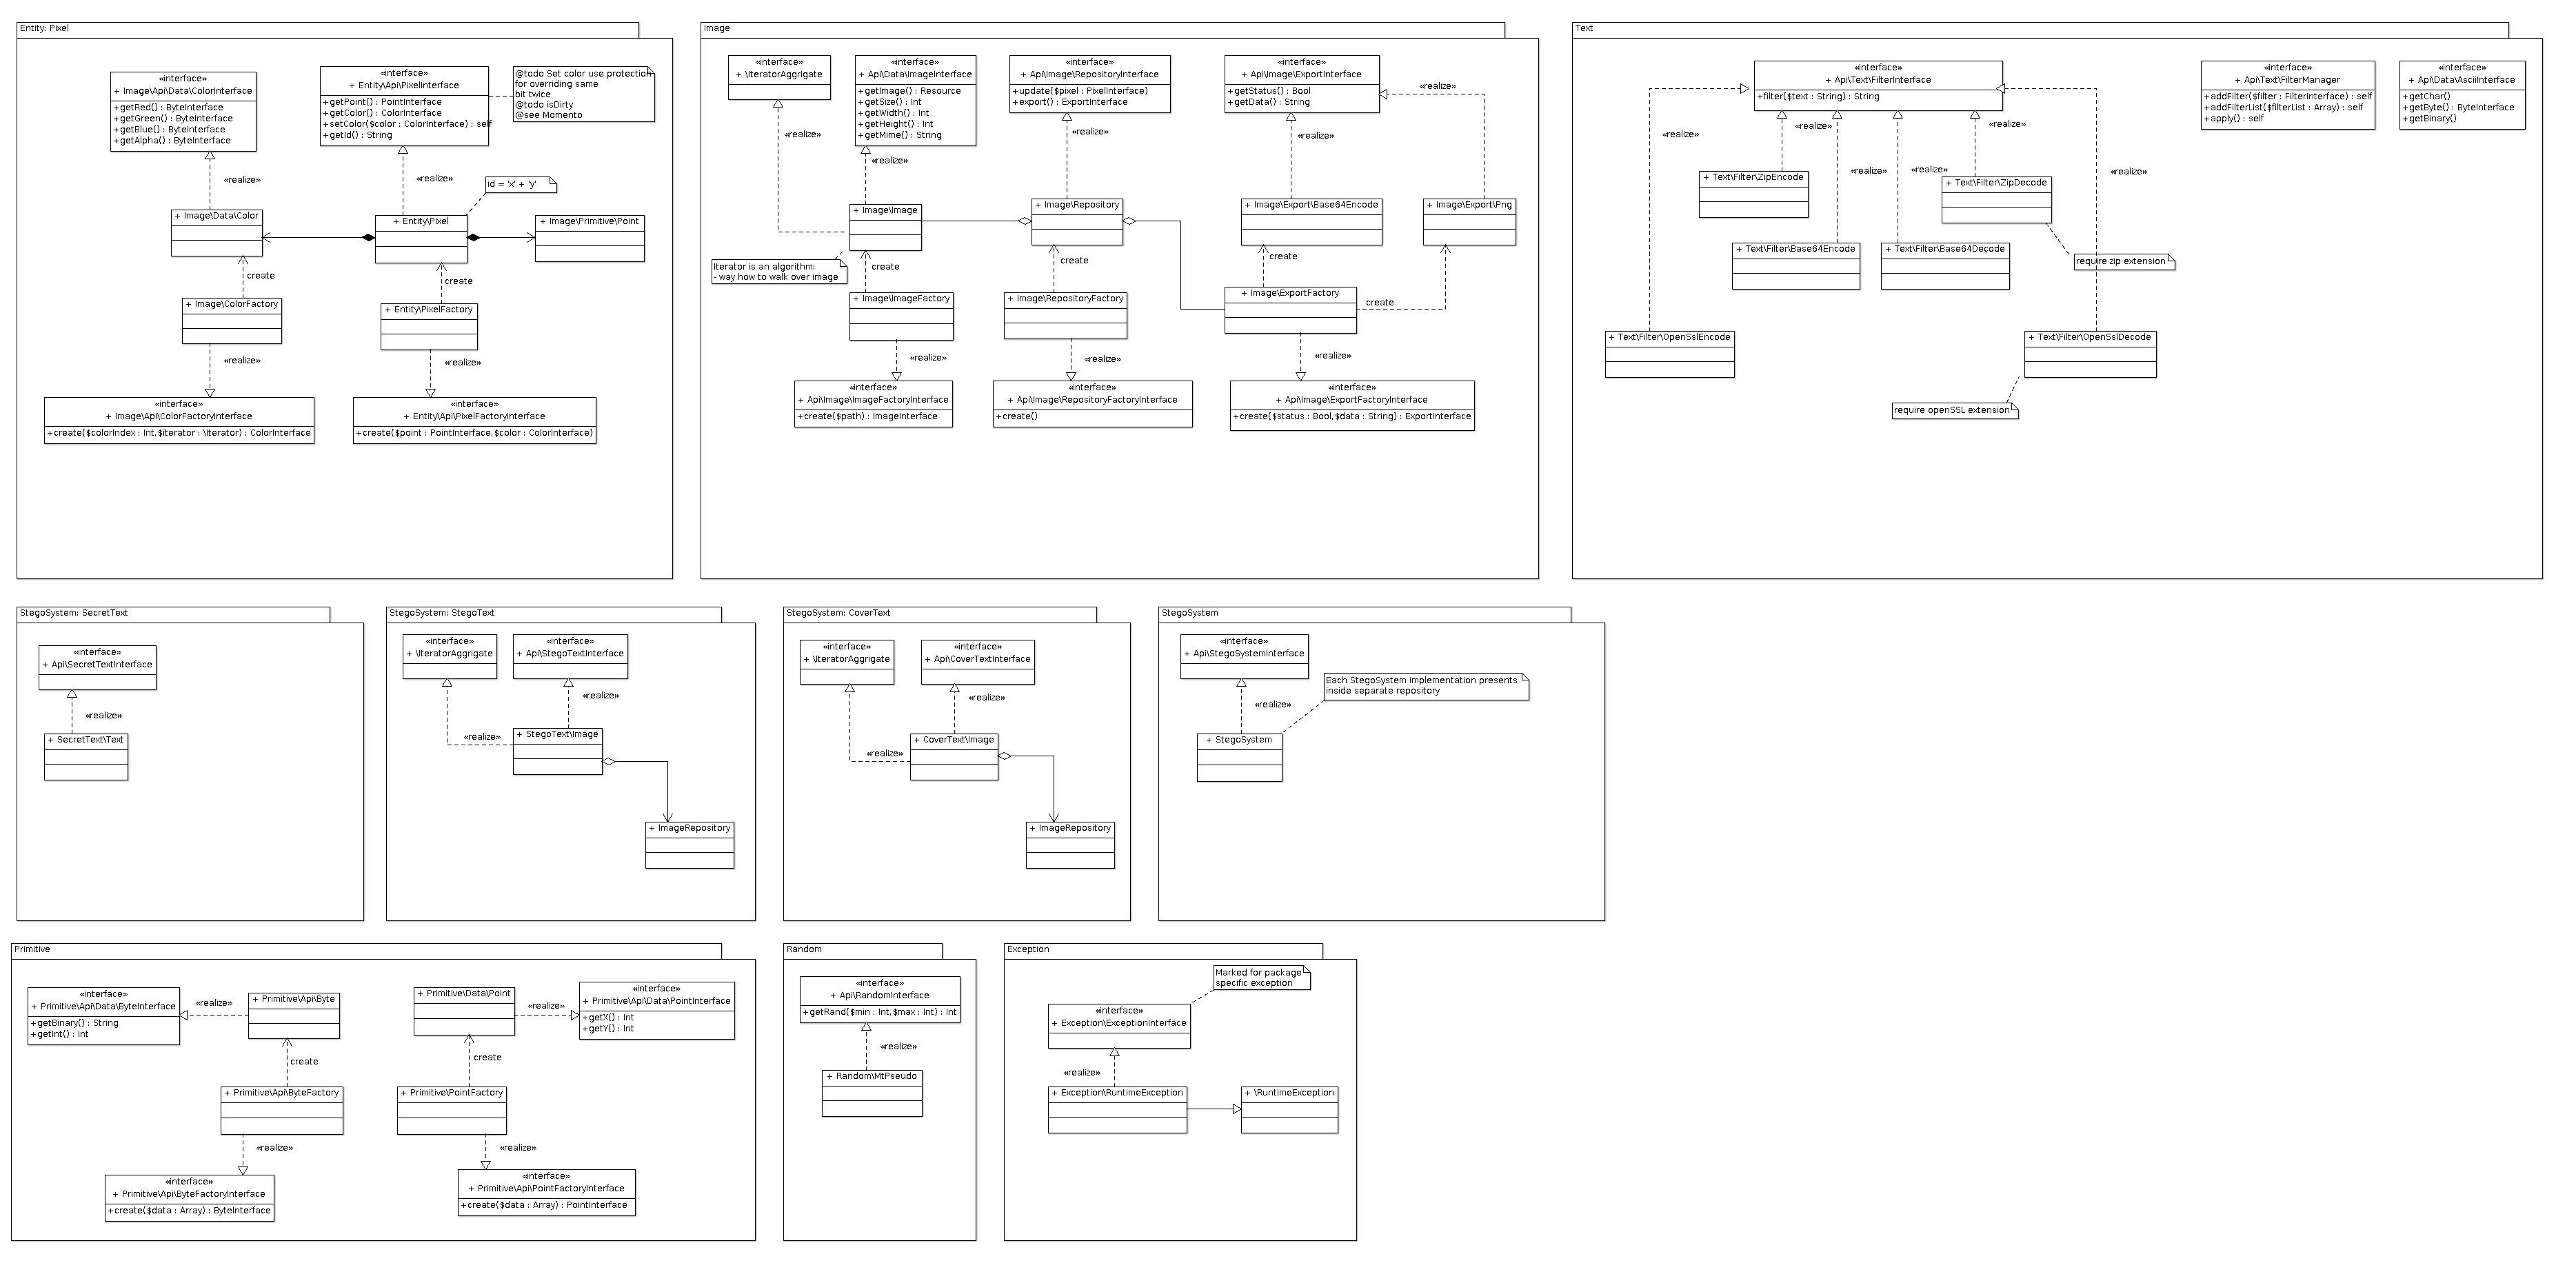 Entity: Pixel
«interface»
+ Image\Api\Data\ColorInterface
+getRed() : ByteInterface
+getGreen() : ByteInterface
+getBlue() : ByteInterface
+getAlpha() : ByteInterface
«interface»
+ Entity\Api\PixelInterface
+getPoint() : PointInterface
+getColor() : ColorInterface
+setColor($color : ColorInterface) : self
+getId() : String
@todo Set color use protection
for overriding same
bit twice
@todo isDirty
@see Momento
«realize»
«realize»
id = 'x' + 'y'
+ Image\Data\Color
+ Entity\Pixel
+ Image\Primitive\Point
create
create
+ Image\ColorFactory
+ Entity\PixelFactory
«realize»
«realize»
«interface»
+ Image\Api\ColorFactoryInterface
+create($colorIndex : Int,$iterator : \Iterator) : ColorInterface
«interface»
+ Entity\Api\PixelFactoryInterface
+create($point : PointInterface,$color : ColorInterface)
Image
«interface»
+ \IteratorAggregate
«interface»
+ Api\Data\ImageInterface
+getImage() : Resource
+getSize() : Int
+getWidth() : Int
+getHeight() : Int
+getMime() : String
«interface»
+ Api\Image\RepositoryInterface
+update($pixel : PixelInterface)
+export() : ExportInterface
«interface»
+ Api\Image\ExportInterface
+getStatus() : Bool
+getData() : String
«realize»
«realize»
«realize»
«realize»
«realize»
+ Image\Image
+ Image\Repository
+ Image\Export\Base64Encode
+ Image\Export\Png
Iterator is an algorithm:
- way how to walk over image
create
create
create
create
+ Image\ImageFactory
+ Image\RepositoryFactory
+ Image\ExportFactory
«realize»
«realize»
«realize»
«interface»
+ Api\Image\ImageFactoryInterface
+create($path) : ImageInterface
«interface»
+ Api\Image\RepositoryFactoryInterface
+create()
«interface»
+ Api\Image\ExportFactoryInterface
+create($status : Bool,$data : String) : ExportInterface
Text
«interface»
+ Api\Text\FilterInterface
+filter($text : String) : String
«interface»
+ Api\Text\FilterManager
+addFilter($filter : FilterInterface) : self
+addFilterList($filterList : Array) : self
+apply() : self
«interface»
+ Api\Data\AsciiInterface
+getChar()
+getByte() : ByteInterface
+getBinary()
«realize»
«realize»
«realize»
«realize»
«realize»
«realize»
+ Text\Filter\ZipEncode
+ Text\Filter\ZipDecode
+ Text\Filter\Base64Encode
+ Text\Filter\Base64Decode
require zip extension
+ Text\Filter\OpenSslEncode
+ Text\Filter\OpenSslDecode
require openSSL extension
StegoSystem: SecretText
«interface»
+ Api\SecretTextInterface
«realize»
+ SecretText\Text
StegoSystem: StegoText
«interface»
+ \IteratorAggregate
«interface»
+ Api\StegoTextInterface
«realize»
«realize»
+ StegoText\Image
+ ImageRepository
StegoSystem: CoverText
«interface»
+ \IteratorAggregate
«interface»
+ Api\CoverTextInterface
«realize»
«realize»
+ CoverText\Image
+ ImageRepository
StegoSystem
«interface»
+ Api\StegoSystemInterface
Each StegoSystem implementation presents
inside separate repository
«realize»
+ StegoSystem
Primitive
«interface»
+ Primitive\Api\Data\ByteInterface
+getBinary() : String
+getInt() : Int
«realize»
+ Primitive\Api\Byte
+ Primitive\Data\Point
«realize»
«interface»
+ Primitive\Api\Data\PointInterface
+getX() : Int
+getY() : Int
create
create
+ Primitive\Api\ByteFactory
+ Primitive\PointFactory
«realize»
«realize»
«interface»
+ Primitive\Api\ByteFactoryInterface
+create($data : Array) : ByteInterface
«interface»
+ Primitive\Api\PointFactoryInterface
+create($data : Array) : PointInterface
Random
«interface»
+ Api\RandomInterface
+getRand($min : Int,$max : Int) : Int
«realize»
+ Random\MtPseudo
Exception
Marked for package
specific exception
«interface»
+ Exception\ExceptionInterface
«realize»
+ Exception\RuntimeException
+ \RuntimeException